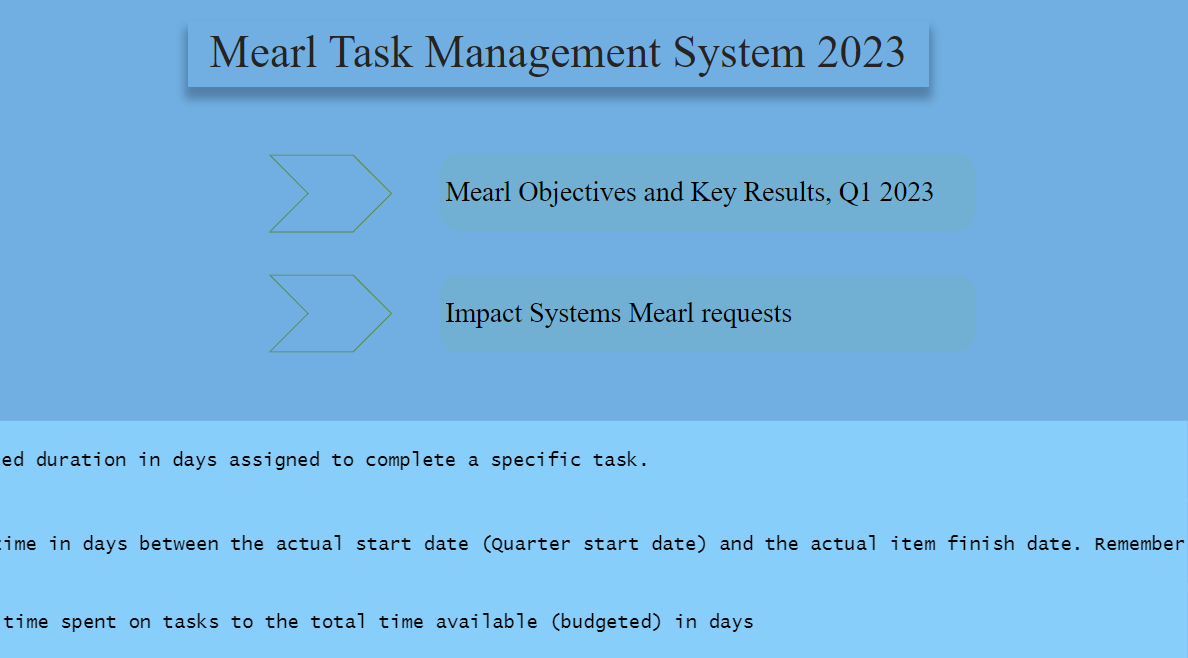 Mearl Task Management System 2023
Mearl Objectives and Key Results, Q1 2023
Impact Systems Mearl requests
ed duration in days assigned to complete a specific task.
time in days between the actual start date (Quarter start date) and the actual item finish date. Remember
time spent on tasks to the total time available (budgeted) in days